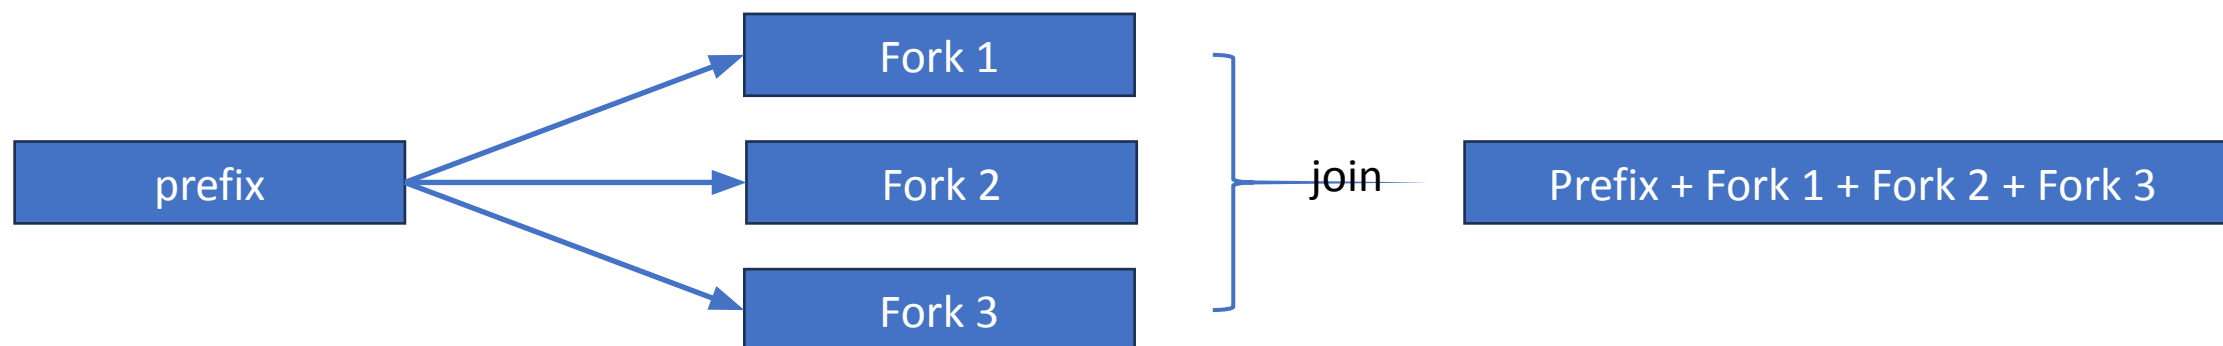 prefix
Fork 1
Fork 2
Fork 3
join
Prefix + Fork 1 + Fork 2 + Fork 3